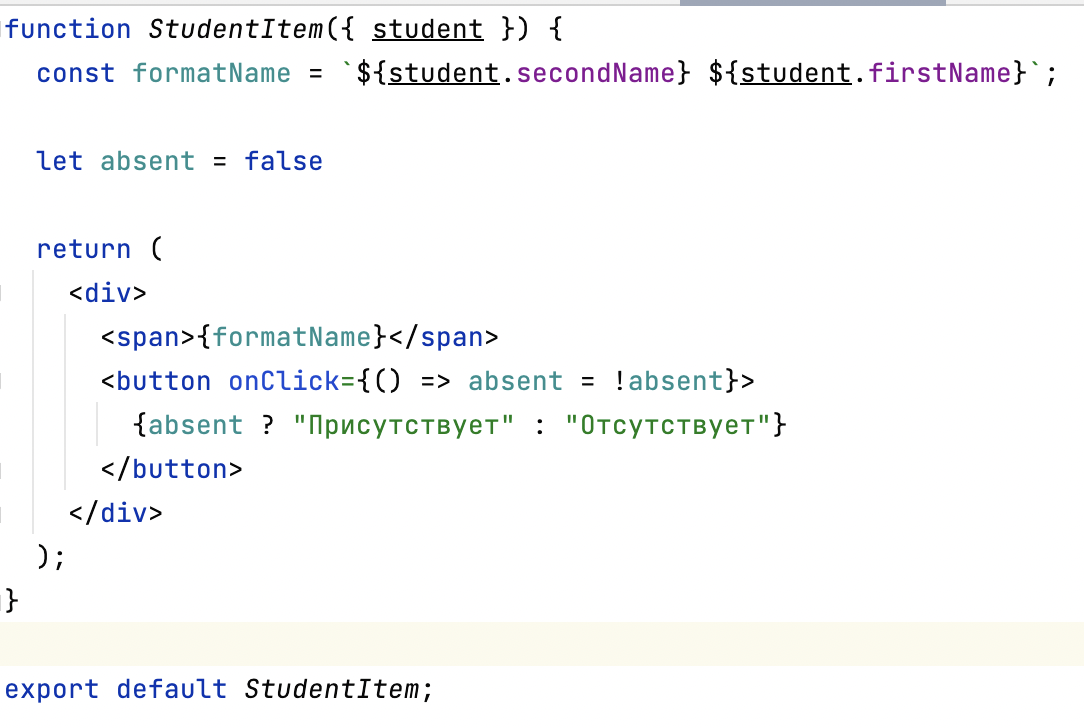 function StudentItem({ student }) {
const formatName = `${student.secondName} ${student.firstName}`;
let absent = false
return (
<div>
<span>{formatName}</span>
<button onClick={() => absent = !absent}>
{absent ? "Присутствует" : "Отсутствует"}
</button>
</div>
);
}
export default StudentItem;